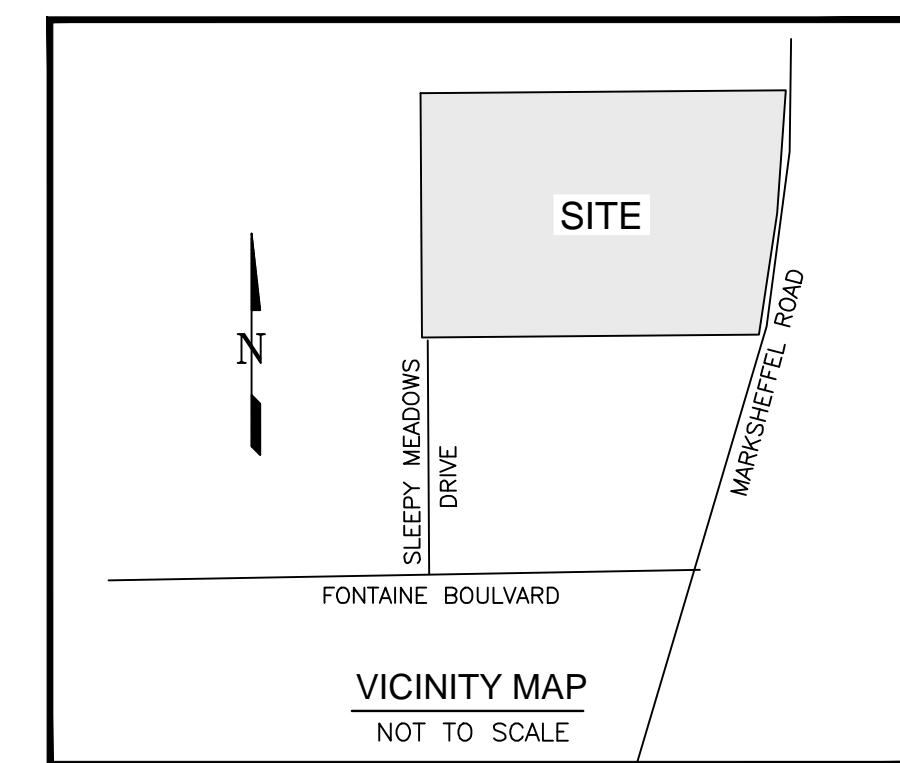 SITE
N
MARKSHEFFEL ROAD
SLEEPY MEADOWS
DRIVE
FONTAINE BOULVARD
VICINITY MAP
NOT TO SCALE